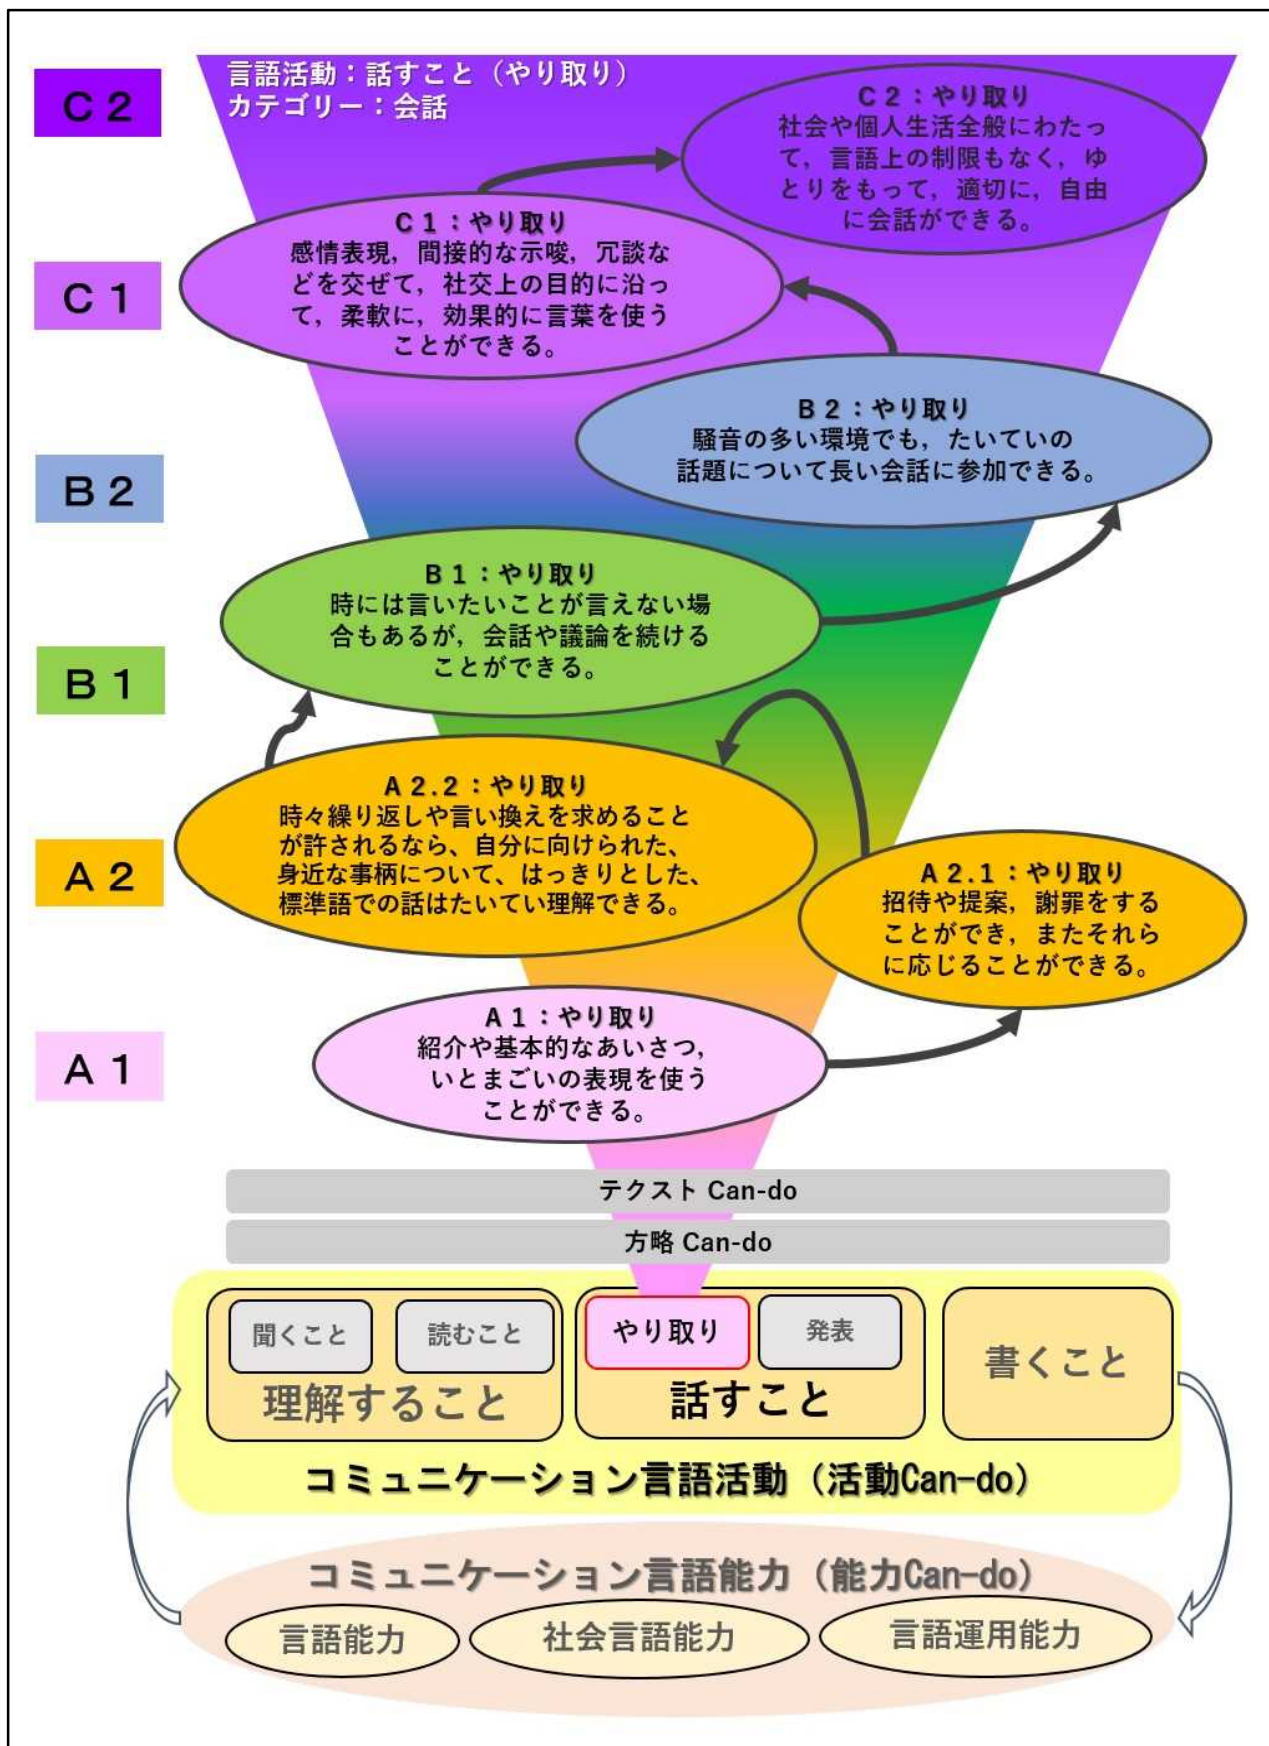 言語活動：話すこと（やり取り）
カテゴリー：会話
C２
C２：やり取り
社会や個人生活全般にわたっ
て，言語上の制限もなく，ゆ
とりをもって，適切に，自由
に会話ができる。
C１
C１：やり取り
感情表現，間接的な示唆，冗談な
どを交ぜて，社交上の目的に沿っ
て，柔軟に，効果的に言葉を使う
ことができる。
B２
B２：やり取り
騒音の多い環境でも，たいていの
話題について長い会話に参加できる。
B１
B１：やり取り
時には言いたいことが言えない場
合もあるが，会話や議論を続ける
ことができる。
A２
A２.２：やり取り
時々繰り返しや言い換えを求めること
が許されるなら、自分に向けられた、
身近な事柄について、はっきりとした、
標準語での話はたいてい理解できる。
A２.１：やり取り
招待や提案，謝罪をする
ことができ，またそれら
に応じることができる。
A１
A１：やり取り
紹介や基本的なあいさつ，
いとまごいの表現を使う
ことができる。
テクスト Can-do
方略 Can-do
聞くこと
読むこと
理解すること
やり取り
発表
話すこと
書くこと
コミュニケーション言語活動（活動Can-do）
コミュニケーション言語能力（能力Can-do）
言語能力
社会言語能力
言語運用能力